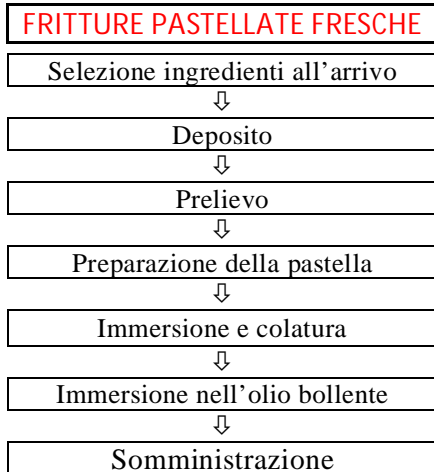 FRITTURE PASTELLATE FRESCHE
Selezione ingredienti all'arrivo
⇩
Deposito
⇩
Prelievo
⇩
Preparazione della pastella
⇩
Immersione e colatura
⇩
Immersione nell'olio bollente
⇩
Somministrazione